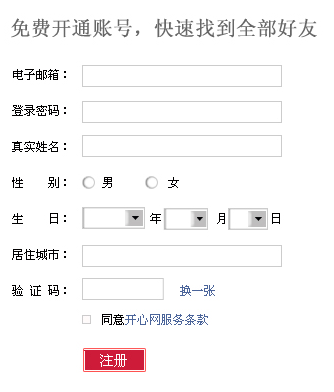 免费开通账号，快速找到全部好友
电子邮箱：
登录密码：
真实姓名：
性 别： 男 女
生 日： 年 月 日
居住城市：
验 证 码： 换一张
同意开心网服务条款
注册